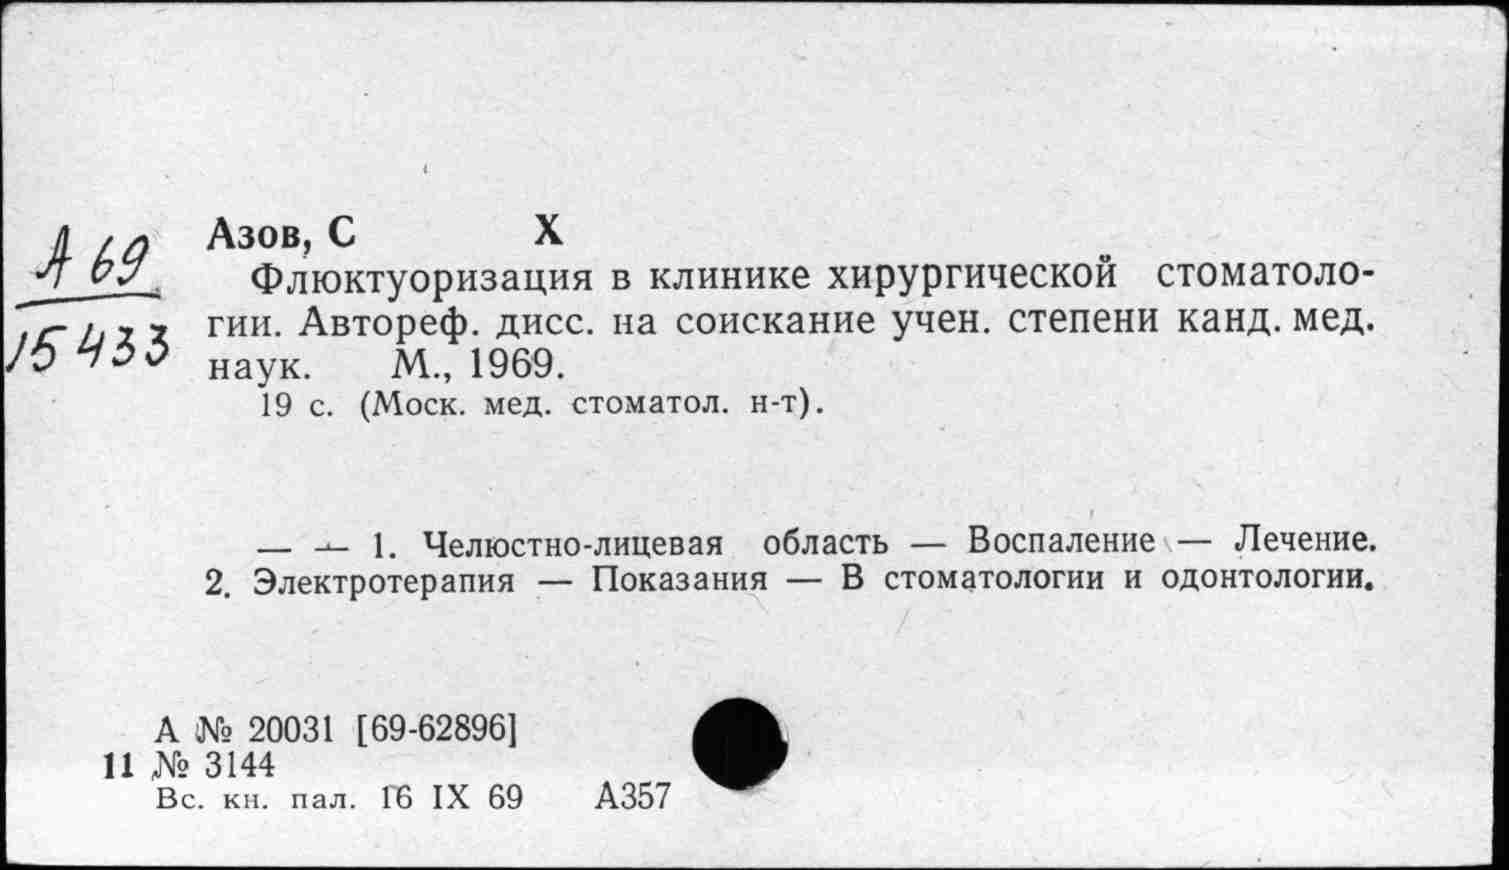 А 69
15433
Азов, С Х
Флюктуоризация в клинике хирургической стоматоло-
гии. Автореф. дисс. на соискание учен. степени канд. мед.
наук. М., 1969.
19 с. (Моск. мед. стоматол. н-т).
— — 1. Челюстно-лицевая область — Воспаление — Лечение.
2. Электротерапия — Показания — В стоматологии и одонтологии.
А № 20031 [69-62896]
11 № 3144
Вс. кн. пал. 16 IX 69 А357